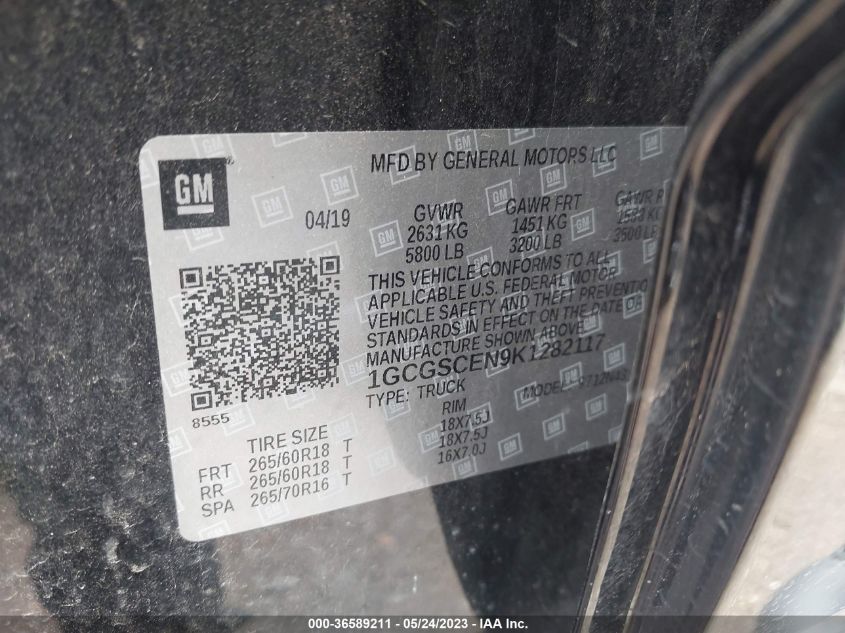 GM
MFD BY GENERAL MOTORS LLC
04/19
GVWR GAWR FRT GAWR
2631 KG 1451 KG
5800 LB 3200 LB
THIS VEHICLE CONFORMS TO ALL
APPLICABLE U.S. FEDERAL MOTOR
VEHICLE SAFETY AND THEFT PREVENTIO
STANDARDS IN EFFECT ON THE DATE OF
MANUFACTURE SHOWN ABOVE
1GCGSCEN9K1282117
TYPE: TRUCK MODEL:
8555
TIRE SIZE RIM
FRT 265/60R18 T 18X7.5J
RR 265/60R18 T 18X7.5J
SPA 265/70R16 T 16X7.0J
000-36589211 - 05/24/2023 - IAA Inc.